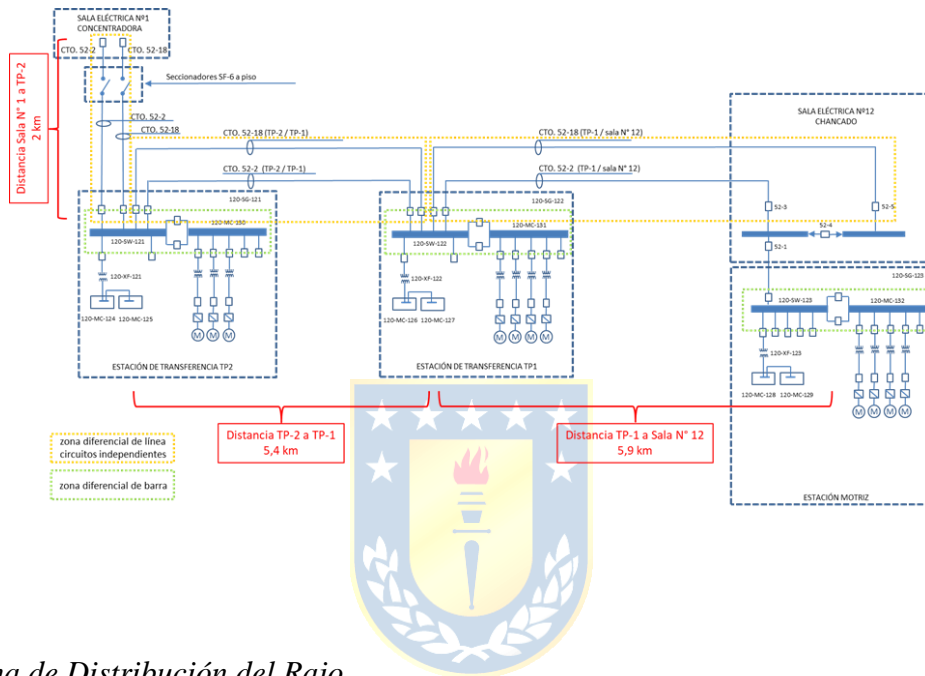 SALA ELÉCTRICA Nº1
CONCENTRADORA
CTO. 52-2
CTO. 52-18
Distancia Sala N° 1 a TP-2
2 km
Seccionadores SF-6 a piso
CTO. 52-2
CTO. 52-18
CTO. 52-18 (TP-2 / TP-1)
CTO. 52-18 (TP-1 / sala N° 12)
CTO. 52-2 (TP-2 / TP-1)
CTO. 52-2 (TP-1 / sala N° 12)
SALA ELÉCTRICA Nº12
CHANCADO
120-SG-121
120-MC-130
120-SW-121
120-XF-121
120-MC-124
120-MC-125
M
M
M
ESTACIÓN DE TRANSFERENCIA TP2
120-SG-122
120-MC-131
120-SW-122
120-XF-122
120-MC-126
120-MC-127
M
M
M
M
ESTACIÓN DE TRANSFERENCIA TP1
52-3
52-5
52-4
52-1
120-SG-123
120-SW-123
120-MC-132
120-XF-123
120-MC-128
120-MC-129
M
M
M
M
ESTACIÓN MOTRIZ
Distancia TP-2 a TP-1
5,4 km
Distancia TP-1 a Sala N° 12
5,9 km
zona diferencial de línea
circuitos independientes
zona diferencial de barra
de Distribución del Rajo